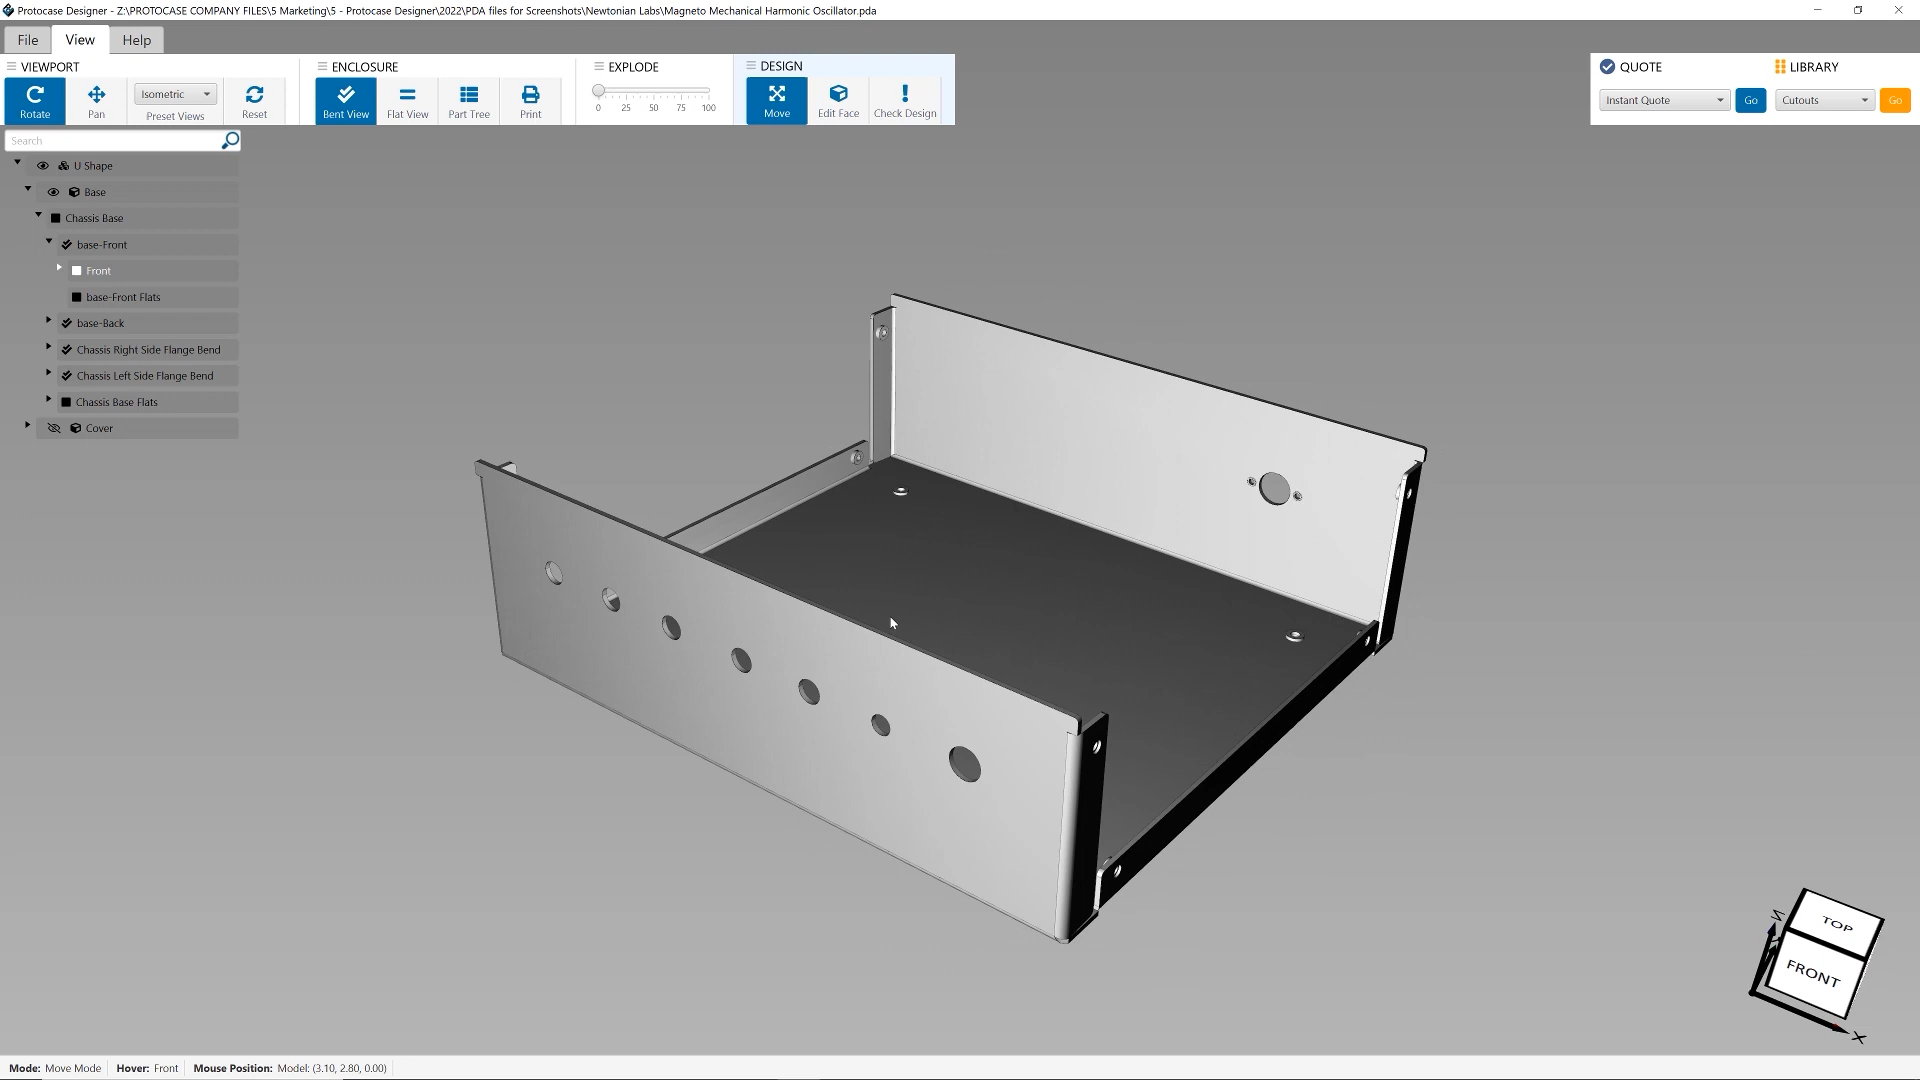 Protocase Designer - Z:\PROTOCASE COMPANY FILES\5 Marketing\5 - Protocase Designer\2022\PDA files for Screenshots\Newtonian Labs\Magneto Mechanical Harmonic Oscillator.pda
File View Help
VIEWPORT ENCLOSURE EXPLODE DESIGN QUOTE LIBRARY
Isometric
Instant Quote Go Cutouts Go
0 25 50 75 100
Rotate Pan Preset Views Reset Bent View Flat View Part Tree Print Move Edit Face Check Design
Search
U Shape
Base
Chassis Base
base-Front
Front
base-Front Flats
base-Back
Chassis Right Side Flange Bend
Chassis Left Side Flange Bend
Chassis Base Flats
Cover
TOP
FRONT
X
Mode: Move Mode Hover: Front Mouse Position: Model: (3.10, 2.80, 0.00)